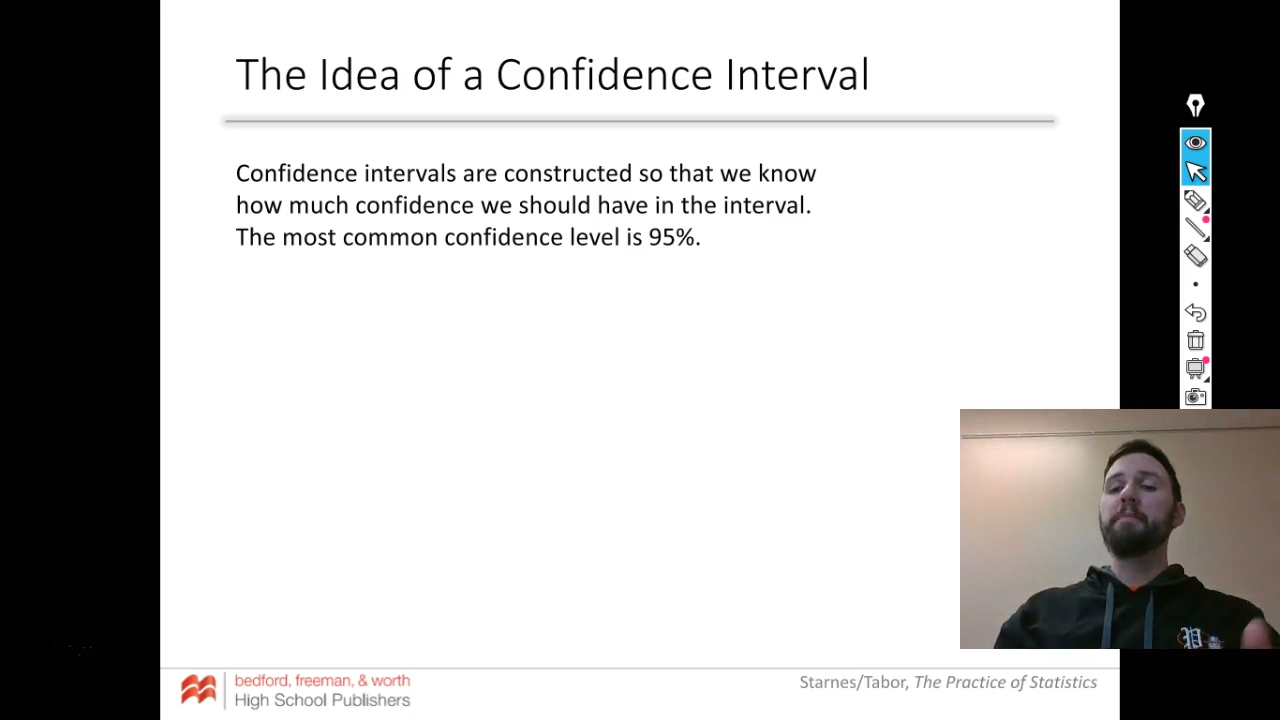 The Idea of a Confidence Interval
Confidence intervals are constructed so that we know
how much confidence we should have in the interval.
The most common confidence level is 95%.
bedford, freeman, & worth
High School Publishers
Starnes/Tabor, The Practice of Statistics